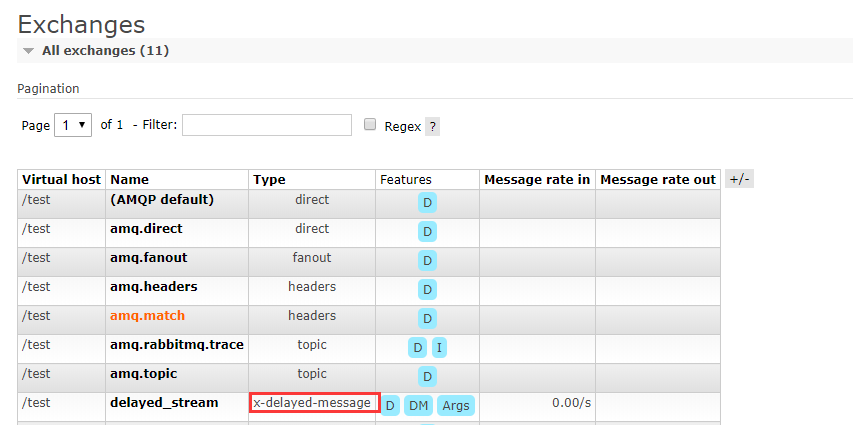 Exchanges
All exchanges (11)
Pagination
Page 1 of 1 - Filter: Regex ?
Virtual host Name Type Features Message rate in Message rate out +/-
/test (AMQP default) direct D
/test amq.direct direct D
/test amq.fanout fanout D
/test amq.headers headers D
/test amq.match headers D
/test amq.rabbitmq.trace topic D I
/test amq.topic topic D
/test delayed_stream x-delayed-message D DM Args 0.00/s